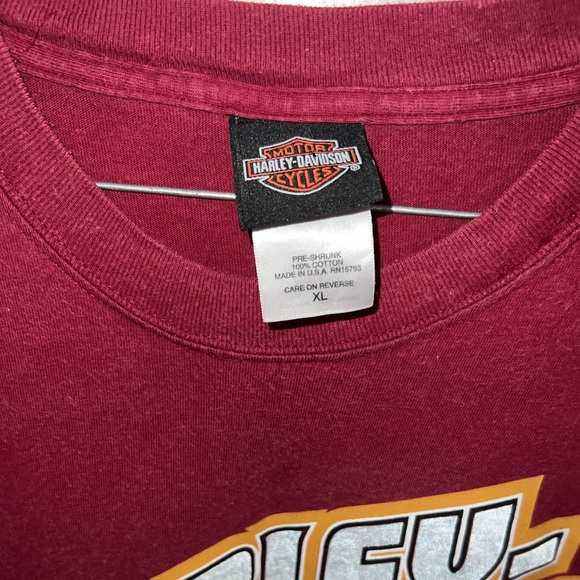 MOTOR
HARLEY-DAVIDSON
CYCLES
®
PRE-SHRUNK
100% COTTON
MADE IN U.S.A. RN15763
CARE ON REVERSE
XL